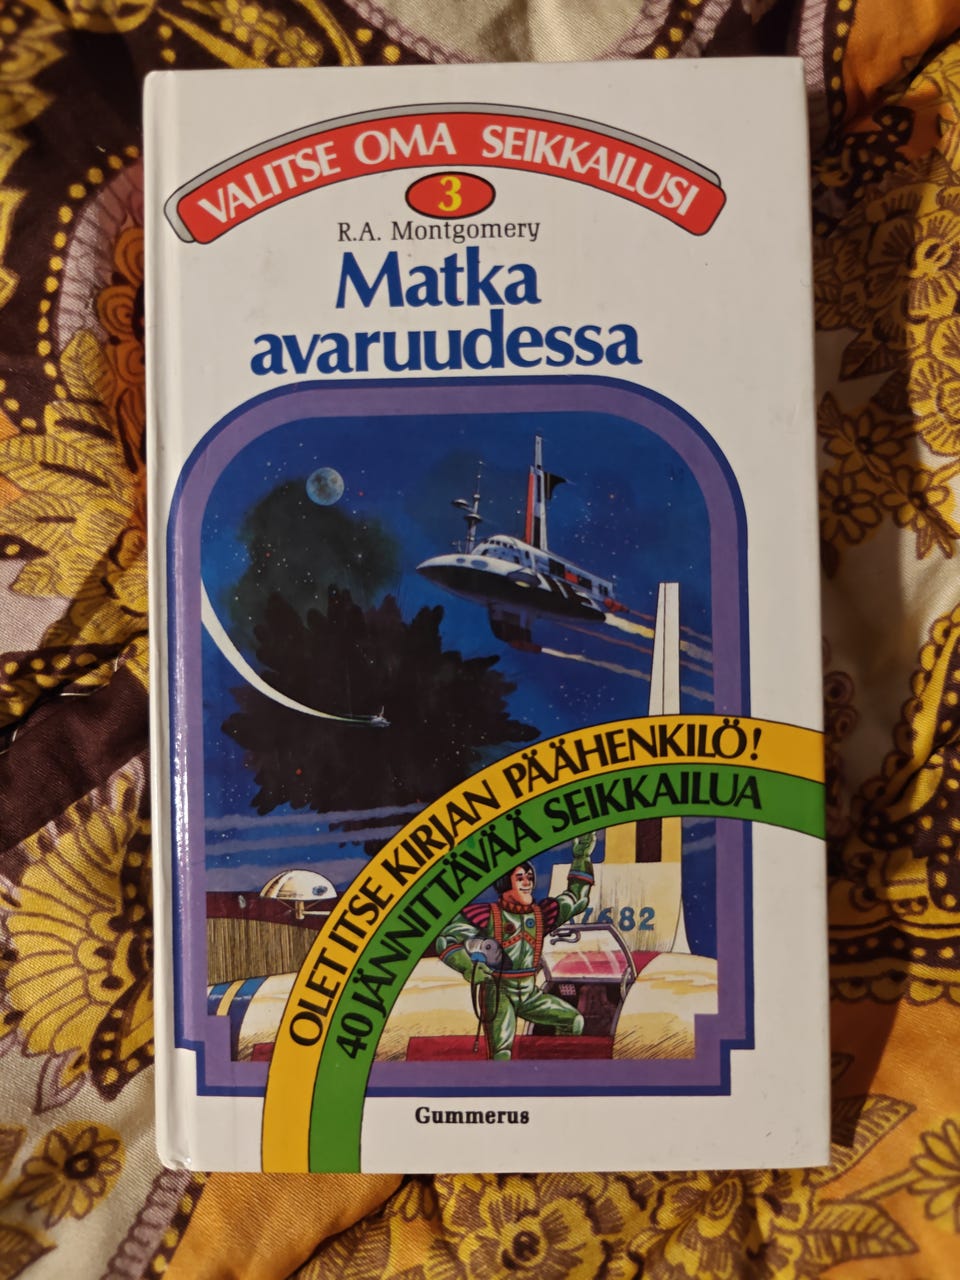 VALITSE OMA SEIKKAILUSI
3
R.A. Montgomery
Matka
avaruudessa
OLET ITSE KIRJAN PÄÄHENKILÖ!
40 JÄNNITTÄVÄÄ SEIKKAILUA
7682
Gummerus